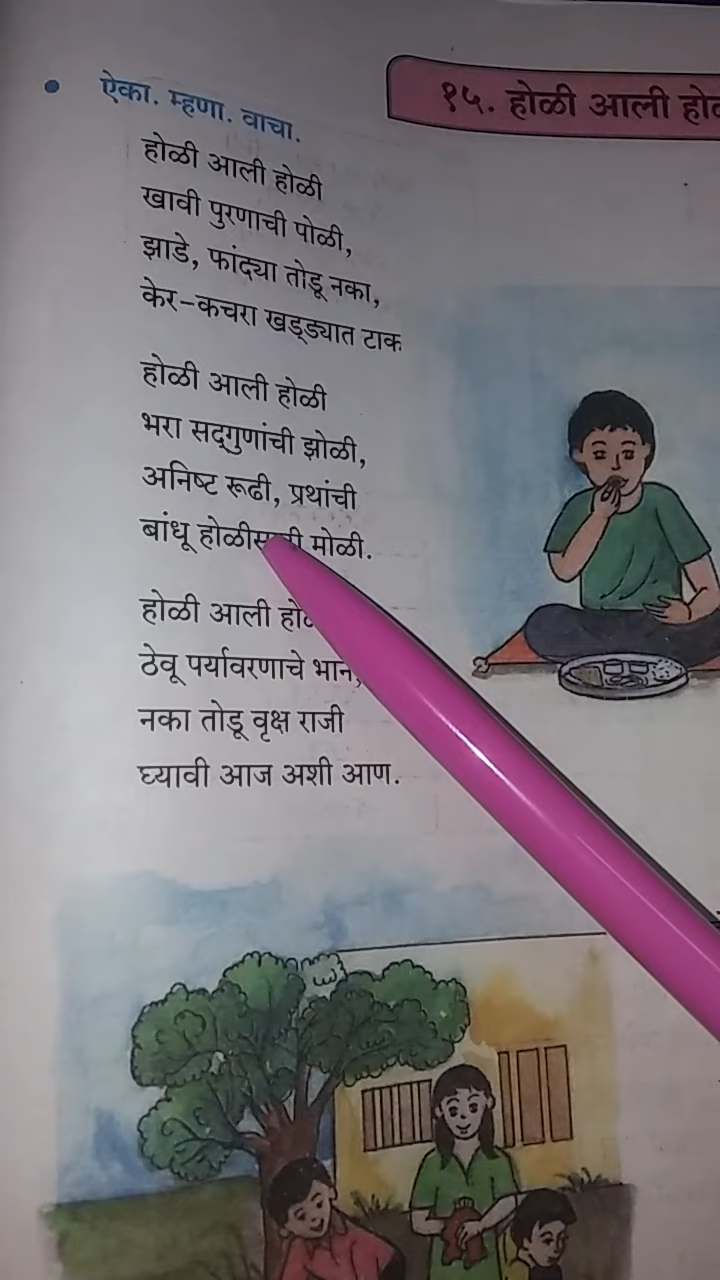 १५. होळी आली
ऐका. म्हणा. वाचा.
होळी आली होळी
खावी पुरणाची पोळी,
झाडे, फांद्या तोडू नका,
केर-कचरा खड्ड्यात टाक
होळी आली होळी
भरा सद्‌गुणांची झोळी,
अनिष्ट रूढी, प्रथांची
बांधू मोळी.
होळी आली
ठेवू पर्यावरणाचे भान,
नका तोडू वृक्ष राजी
घ्यावी आज अशी आण.